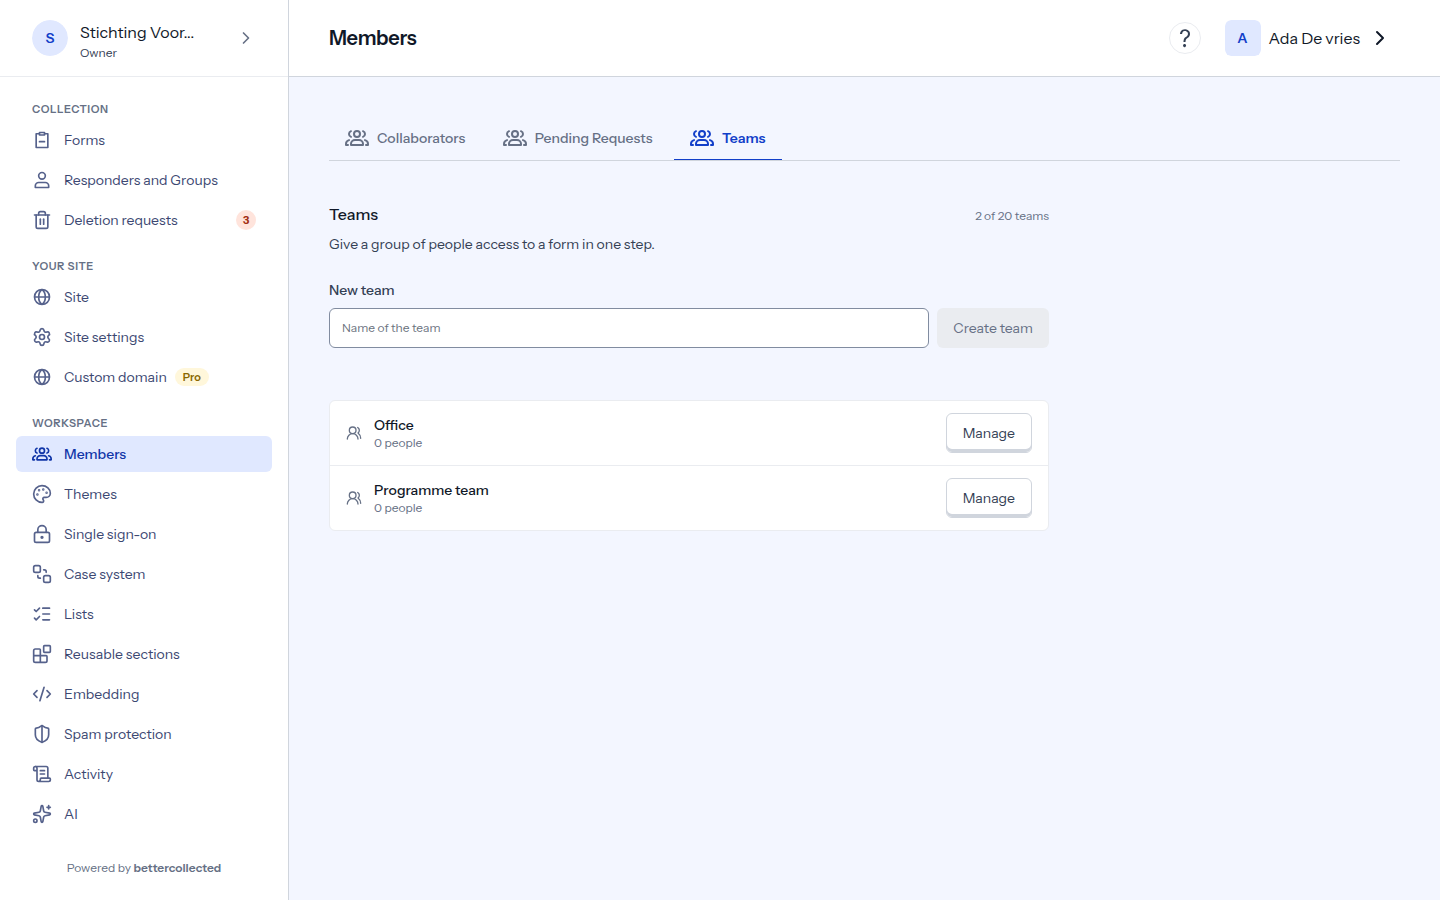 S
Stichting Voor...
Owner
Members
?
A
Ada De vries
COLLECTION
Forms
Responders and Groups
Deletion requests
3
YOUR SITE
Site
Site settings
Custom domain
Pro
WORKSPACE
Members
Themes
Single sign-on
Case system
Lists
Reusable sections
Embedding
Spam protection
Activity
AI
Powered by bettercollected
Collaborators
Pending Requests
Teams
Teams
2 of 20 teams
Give a group of people access to a form in one step.
New team
Name of the team
Create team
Office
0 people
Manage
Programme team
0 people
Manage